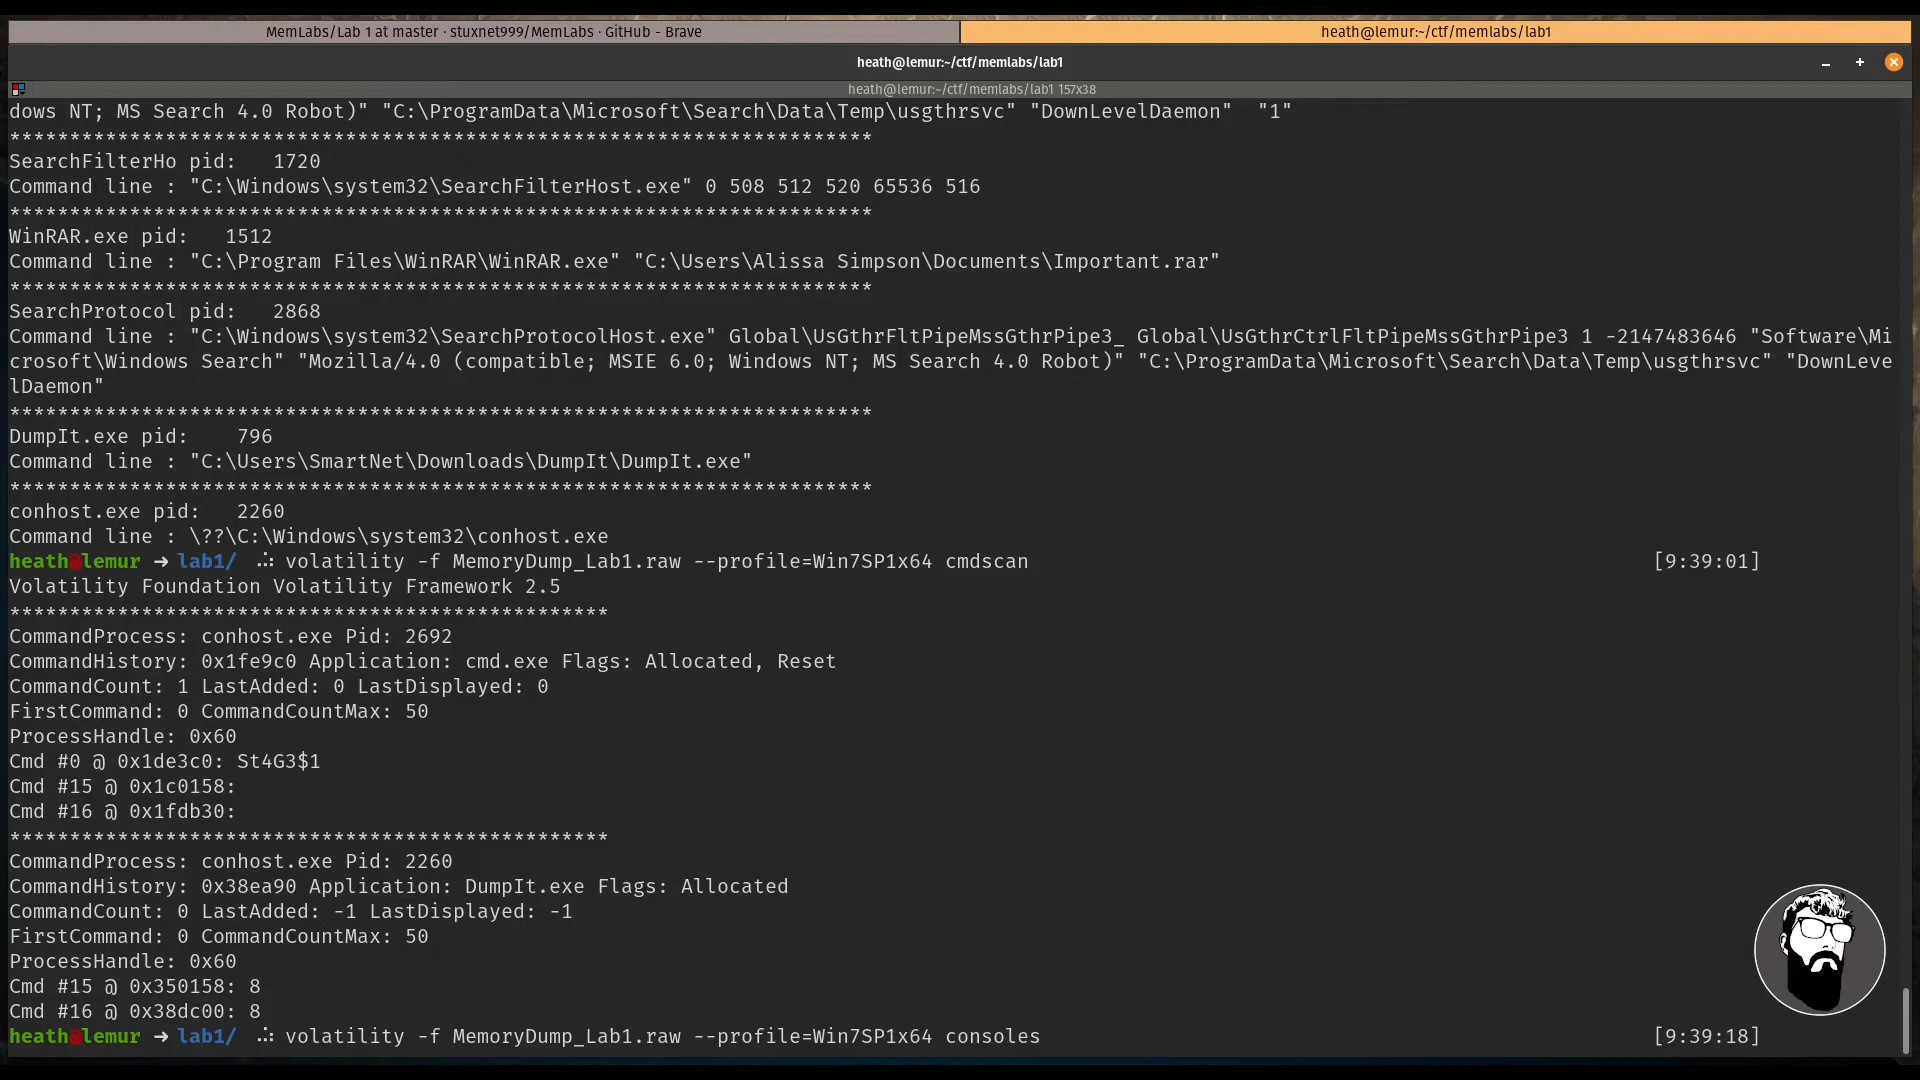 MemLabs/Lab 1 at master · stuxnet999/MemLabs · GitHub - Brave
heath@lemur:~/ctf/memlabs/lab1
heath@lemur:~/ctf/memlabs/lab1
heath@lemur:~/ctf/memlabs/lab1 157x38
dows NT; MS Search 4.0 Robot)" "C:\ProgramData\Microsoft\Search\Data\Temp\usgthrsvc" "DownLevelDaemon"  "1"
************************************************************************
SearchFilterHo pid:   1720
Command line : "C:\Windows\system32\SearchFilterHost.exe" 0 508 512 520 65536 516
************************************************************************
WinRAR.exe pid:   1512
Command line : "C:\Program Files\WinRAR\WinRAR.exe" "C:\Users\Alissa Simpson\Documents\Important.rar"
************************************************************************
SearchProtocol pid:   2868
Command line : "C:\Windows\system32\SearchProtocolHost.exe" Global\UsGthrFltPipeMssGthrPipe3_ Global\UsGthrCtrlFltPipeMssGthrPipe3 1 -2147483646 "Software\Mi
crosoft\Windows Search" "Mozilla/4.0 (compatible; MSIE 6.0; Windows NT; MS Search 4.0 Robot)" "C:\ProgramData\Microsoft\Search\Data\Temp\usgthrsvc" "DownLeve
lDaemon"
************************************************************************
DumpIt.exe pid:    796
Command line : "C:\Users\SmartNet\Downloads\DumpIt\DumpIt.exe"
************************************************************************
conhost.exe pid:   2260
Command line : \??\C:\Windows\system32\conhost.exe
heath@lemur ➜ lab1/ ∴ volatility -f MemoryDump_Lab1.raw --profile=Win7SP1x64 cmdscan [9:39:01]
Volatility Foundation Volatility Framework 2.5
**************************************************
CommandProcess: conhost.exe Pid: 2692
CommandHistory: 0x1fe9c0 Application: cmd.exe Flags: Allocated, Reset
CommandCount: 1 LastAdded: 0 LastDisplayed: 0
FirstCommand: 0 CommandCountMax: 50
ProcessHandle: 0x60
Cmd #0 @ 0x1de3c0: St4G3$1
Cmd #15 @ 0x1c0158:
Cmd #16 @ 0x1fdb30:
**************************************************
CommandProcess: conhost.exe Pid: 2260
CommandHistory: 0x38ea90 Application: DumpIt.exe Flags: Allocated
CommandCount: 0 LastAdded: -1 LastDisplayed: -1
FirstCommand: 0 CommandCountMax: 50
ProcessHandle: 0x60
Cmd #15 @ 0x350158: 8
Cmd #16 @ 0x38dc00: 8
heath@lemur ➜ lab1/ ∴ volatility -f MemoryDump_Lab1.raw --profile=Win7SP1x64 consoles [9:39:18]